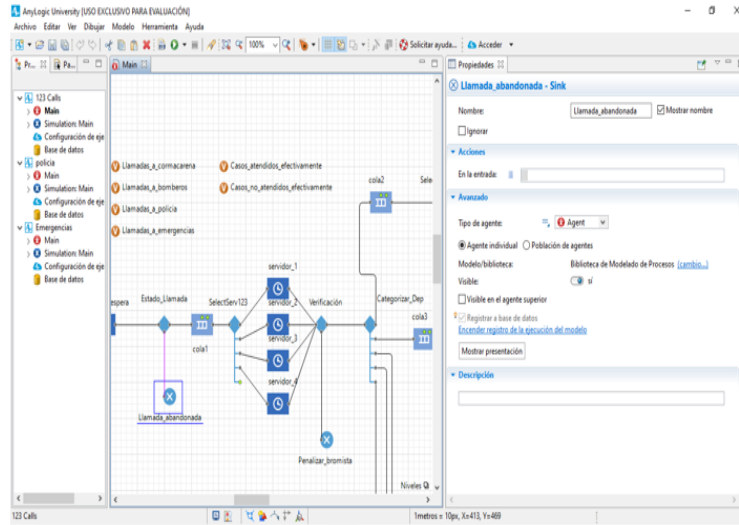 AnyLogic University [USO EXCLUSIVO PARA EVALUACIÓN]
Archivo Editar Ver Dibujar Modelo Herramienta Ayuda
100%
Solicitar ayuda...
Acceder
Pr...
Pa...
Main
Propiedades
123 Calls
Main
Simulation: Main
Configuración de eje
Base de datos
policia
Main
Simulation: Main
Configuración de eje
Base de datos
Emergencias
Main
Simulation: Main
Configuración de eje
Base de datos
Llamadas_a_cormacarena
Casos_atendidos_efectivamente
Llamadas_a_bomberos
Casos_no_atendidos_efectivamente
Llamadas_a_policia
Llamadas_a_emergencias
cola2
Sele
servidor_1
espera
Estado_Llamada
SelectServ123
servidor_2
Verificación
Categorizar_Dep
cola1
servidor_3
cola3
servidor_4
Llamada_abandonada
Penalizar_bromista
Niveles
Llamada_abandonada - Sink
Nombre:
Llamada_abandonada
Mostrar nombre
Ignorar
Acciones
En la entrada:
Avanzado
Tipo de agente:
Agent
Agente individual
Población de agentes
Modelo/biblioteca:
Biblioteca de Modelado de Procesos (cambio...)
Visible:
sí
Visible en el agente superior
Registrar a base de datos
Encender registro de la ejecución del modelo
Mostrar presentación
Descripción
123 Calls
1metros = 10px, X=413, Y=469